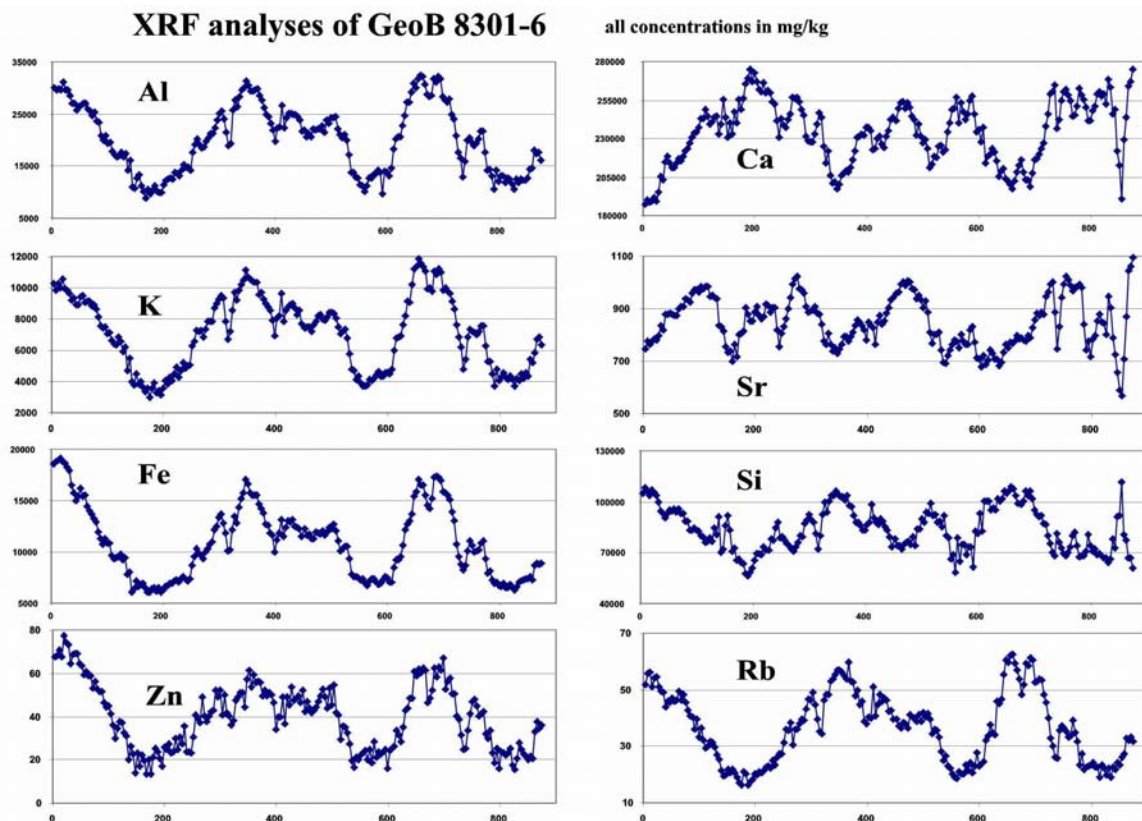 XRF analyses of GeoB 8301-6
all concentrations in mg/kg
Al
35000
25000
15000
5000
0 200 400 600 800
Ca
280000
255000
230000
205000
180000
0 200 400 600 800
K
12000
10000
8000
6000
4000
2000
0 200 400 600 800
Sr
1100
900
700
500
0 200 400 600 800
Fe
20000
15000
10000
5000
0 200 400 600 800
Si
130000
100000
70000
40000
0 200 400 600 800
Zn
80
60
40
20
0
0 200 400 600 800
Rb
70
50
30
10
0 200 400 600 800